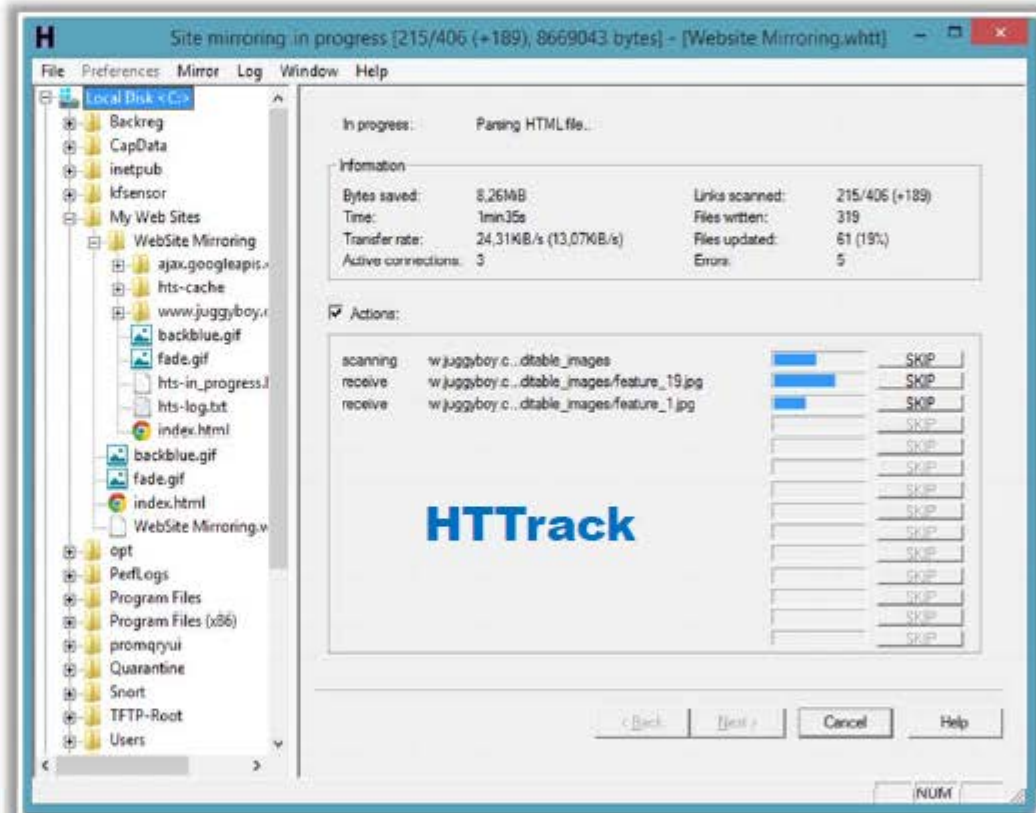 H Site mirroring in progress [215/406 (+189), 8669043 bytes] - [Website Mirroring.whtt]
File Preferences Mirror Log Window Help
Local Disk <C:>
Backreg
CapData
inetpub
kfsensor
My Web Sites
WebSite Mirroring
ajax.googleapis.
hts-cache
www.juggyboy.
backblue.gif
fade.gif
hts-in_progress.
hts-log.txt
index.html
backblue.gif
fade.gif
index.html
WebSite Mirroring.w
opt
PerfLogs
Program Files
Program Files (x86)
promqryui
Quarantine
Snort
TFTP-Root
Users
In progress: Parsing HTML file..
Information
Bytes saved: 8,26MiB Links scanned: 215/406 (+189)
Time: 1min35s Files written: 319
Transfer rate: 24,31KiB/s (13,07KiB/s) Files updated: 61 (19%)
Active connections: 3 Errors: 5
Actions:
scanning w.juggyboy.c...ditable_images SKIP
receive w.juggyboy.c...ditable_images/feature_19.jpg SKIP
receive w.juggyboy.c...ditable_images/feature_1.jpg SKIP
SKIP
SKIP
SKIP
SKIP
SKIP
SKIP
SKIP
SKIP
SKIP
SKIP
SKIP
HTTrack
< Back Next > Cancel Help
NUM